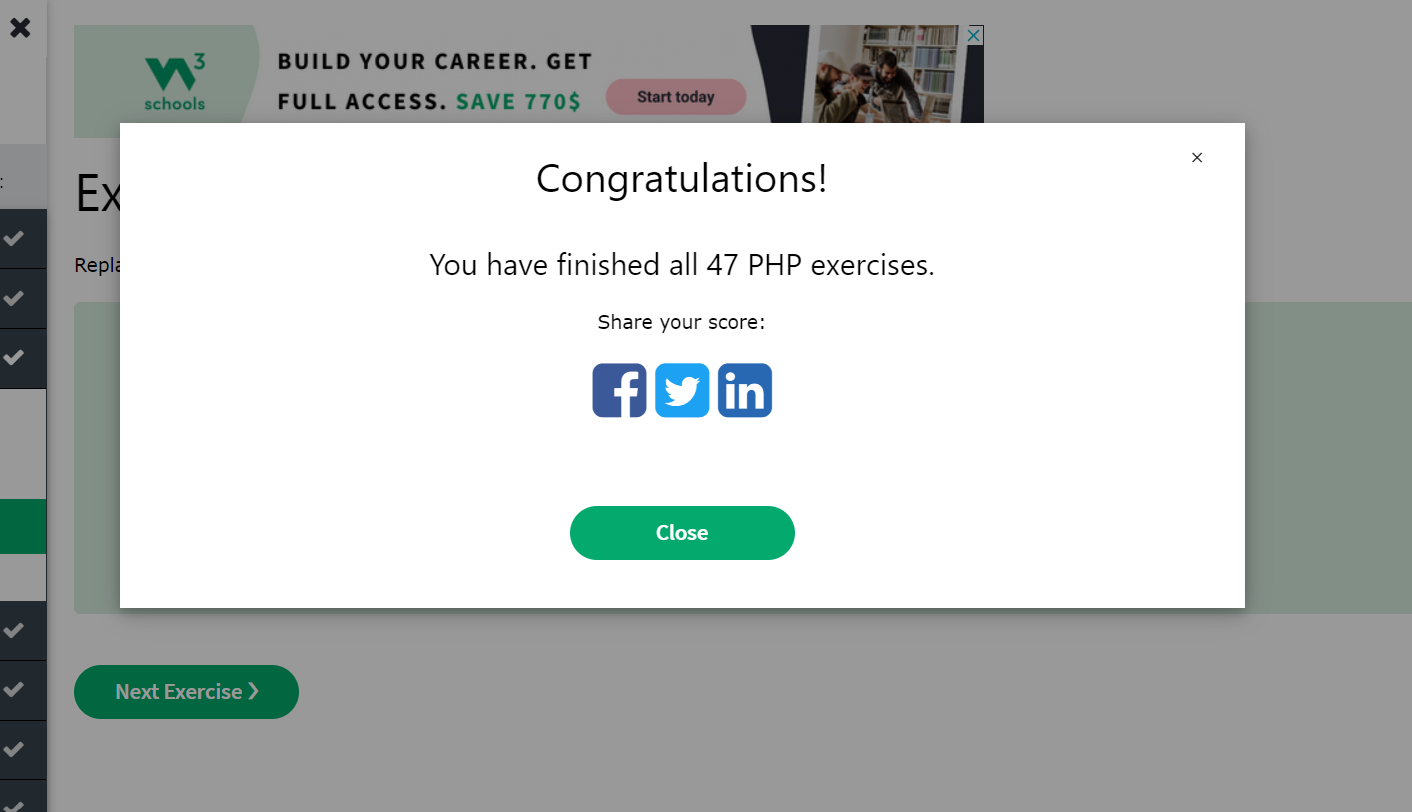 W3
schools
BUILD YOUR CAREER. GET
FULL ACCESS. SAVE 770$
Start today
Congratulations!
×
:
Ex
You have finished all 47 PHP exercises.
Repla
Share your score:
f
in
Close
Next Exercise ❯